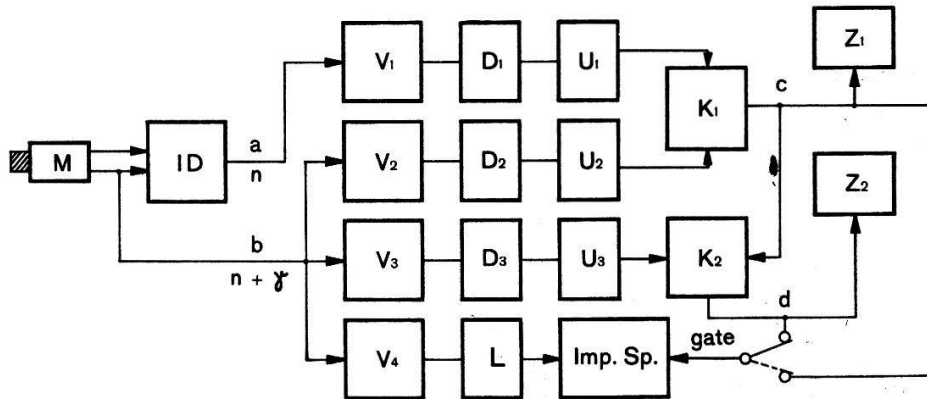 V₁ D₁ U₁ Z₁
K₁ c
M ID a
n
V₂ D₂ U₂ Z₂
b
n + γ
V₃ D₃ U₃ K₂
d
gate
V₄ L Imp. Sp.